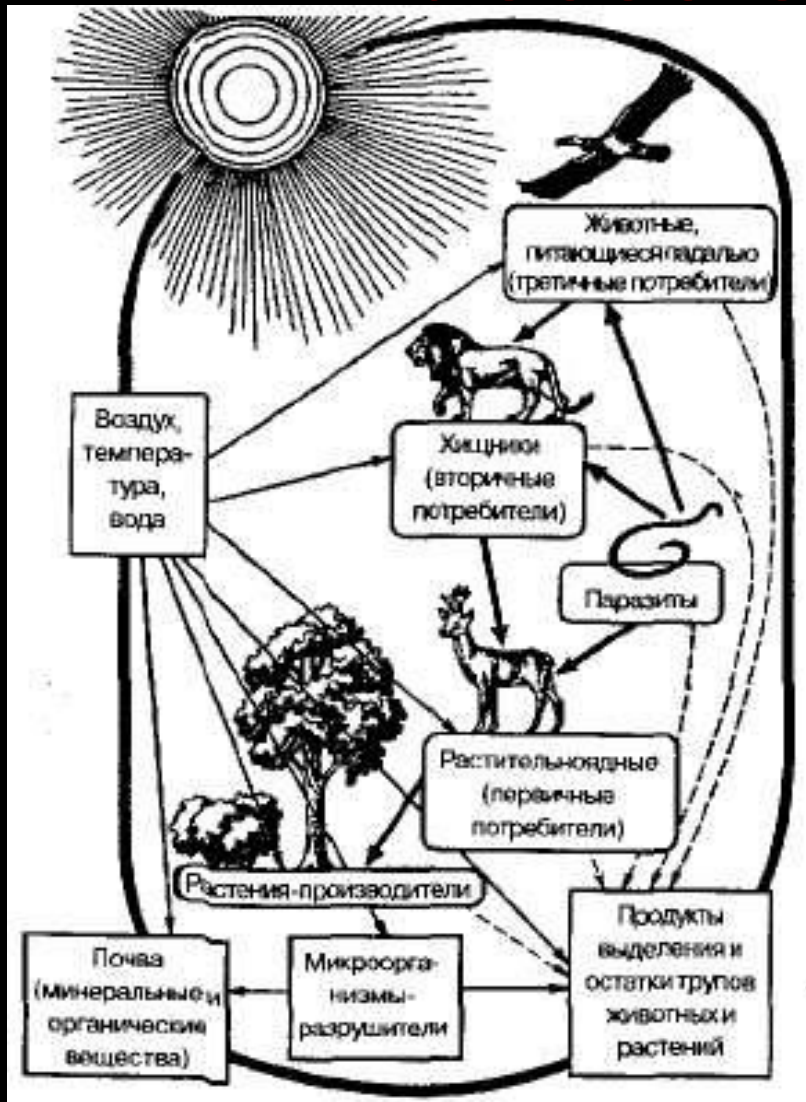 Животные,
питающиеся падалью
(третичные потребители)
Воздух,
темпера-
тура,
вода
Хищники
(вторичные
потребители)
Паразиты
Растительноядные
(первичные
потребители)
Растения-производители
Почва
(минеральные и
органические
вещества)
Микроорга-
низмы-
разрушители
Продукты
выделения и
остатки трупов
животных и
растений